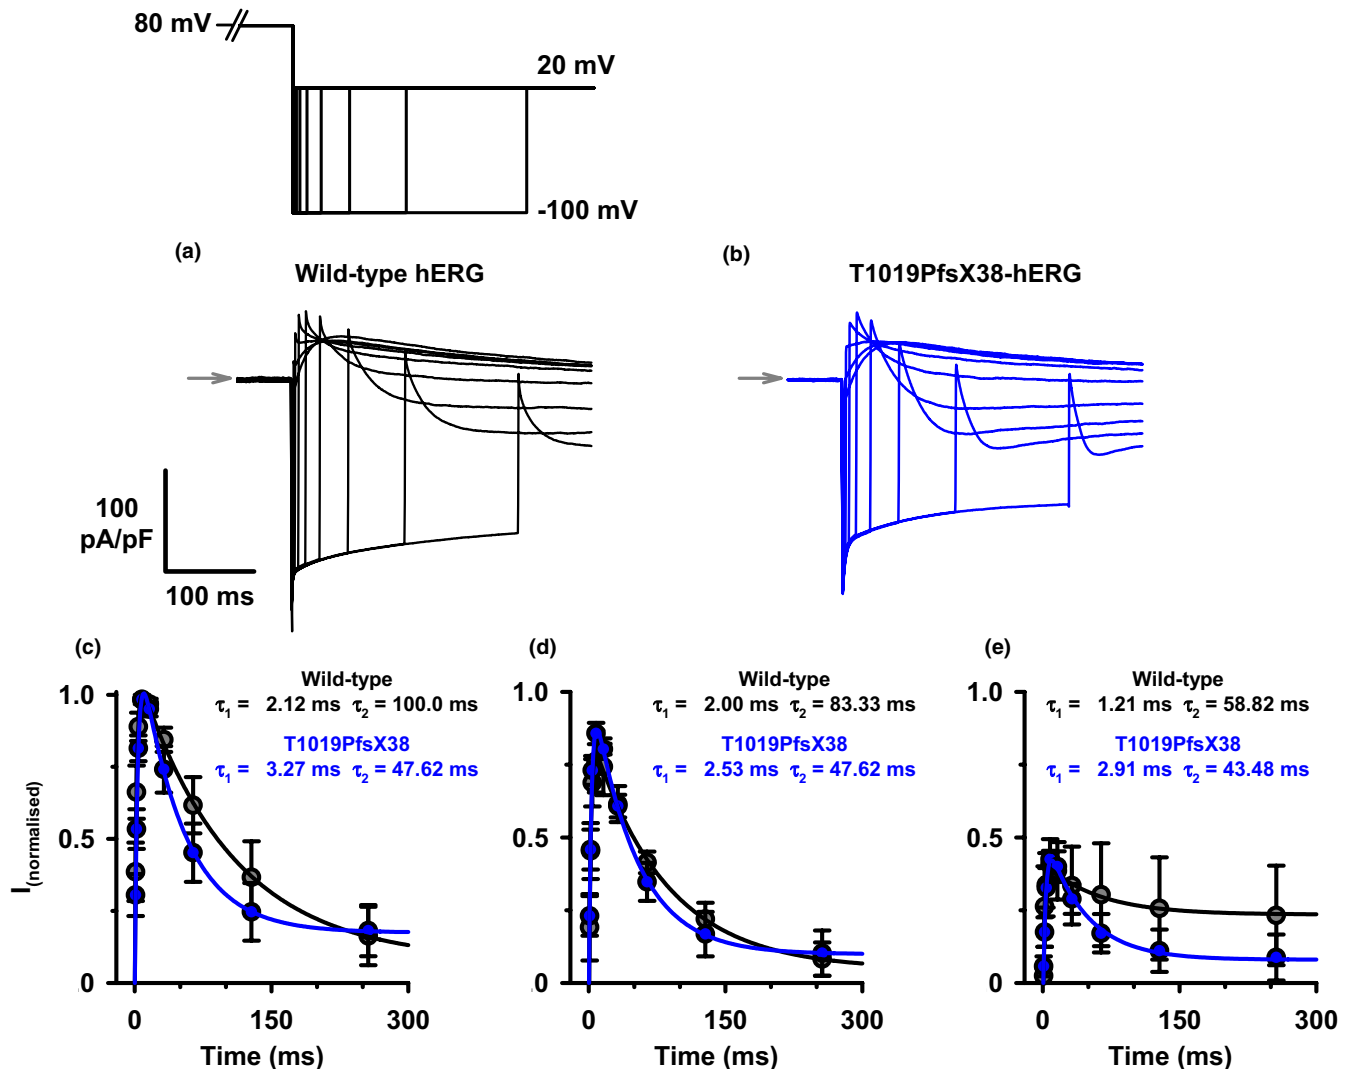 80 mV
20 mV
-100 mV
(a)
Wild-type hERG
(b)
T1019PfsX38-hERG
100
pA/pF
100 ms
(c)
Wild-type
τ1 = 2.12 ms τ2 = 100.0 ms
T1019PfsX38
τ1 = 3.27 ms τ2 = 47.62 ms
1.0
0.5
0
I(normalised)
0 150 300
Time (ms)
(d)
Wild-type
τ1 = 2.00 ms τ2 = 83.33 ms
T1019PfsX38
τ1 = 2.53 ms τ2 = 47.62 ms
1.0
0.5
.0
0 150 300
Time (ms)
(e)
Wild-type
τ1 = 1.21 ms τ2 = 58.82 ms
T1019PfsX38
τ1 = 2.91 ms τ2 = 43.48 ms
1.0
0.5
.0
0 150 300
Time (ms)